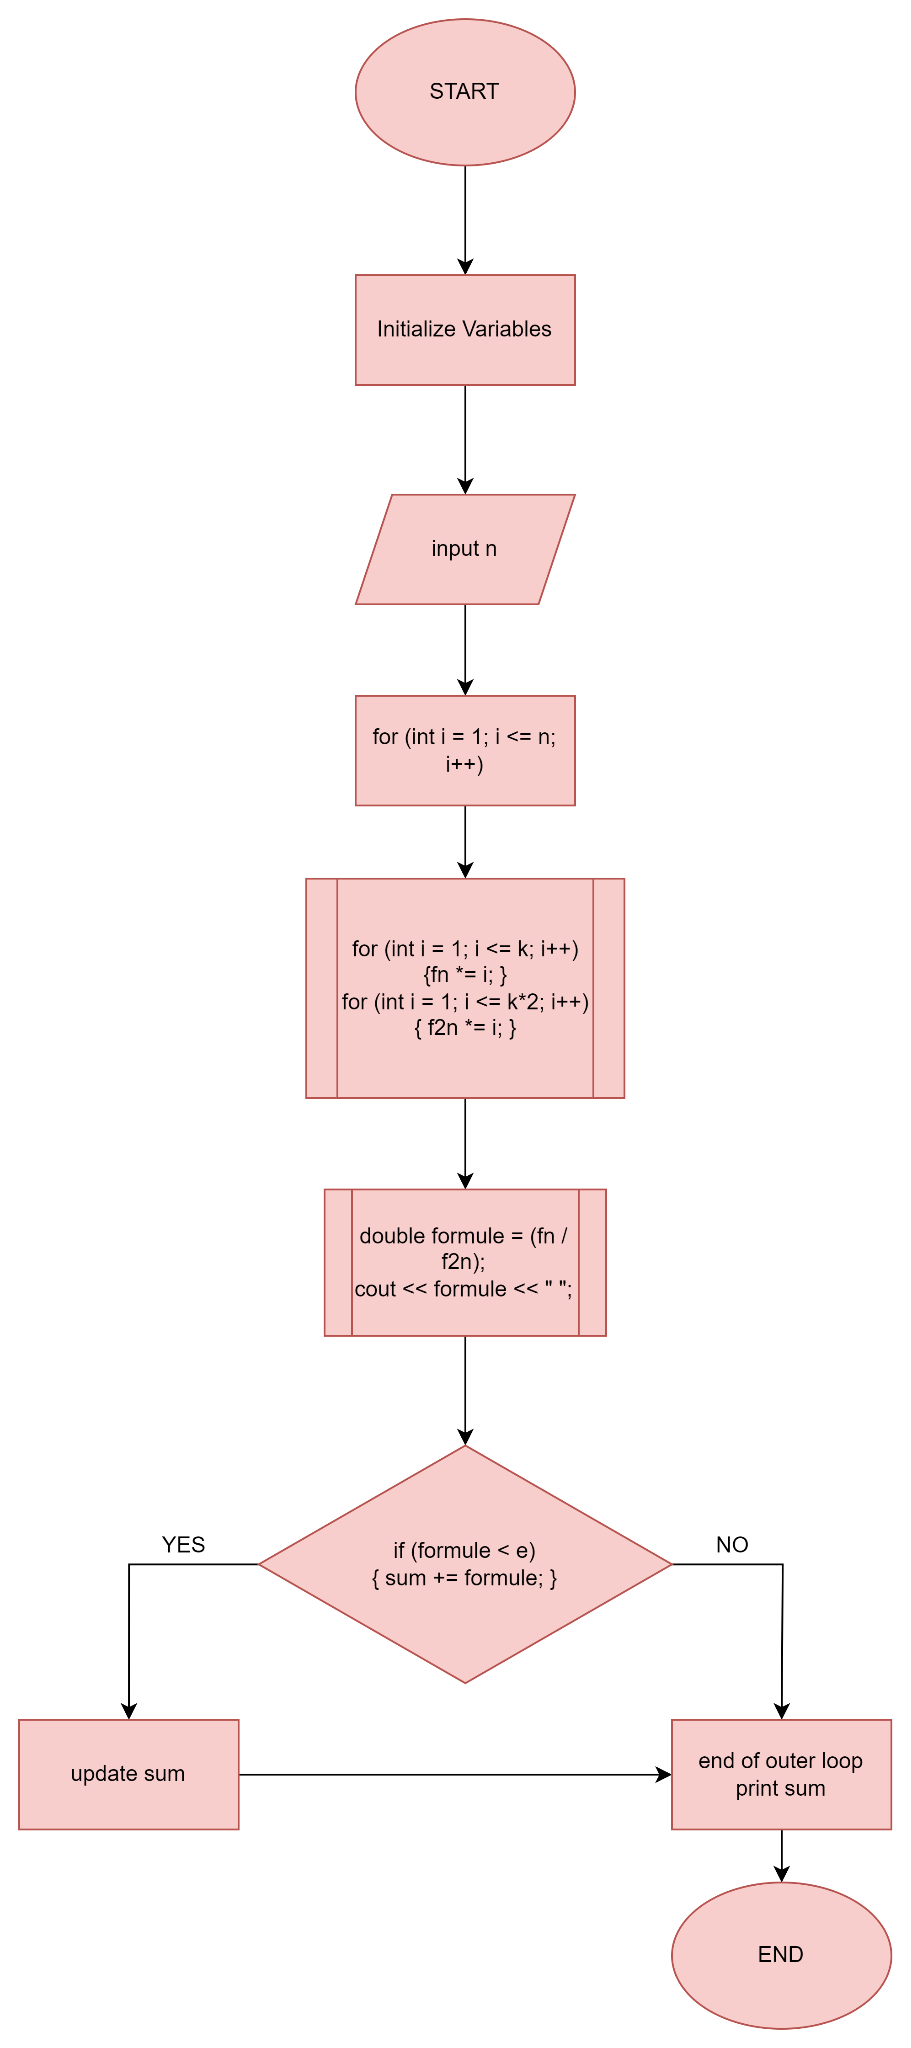 START
Initialize Variables
input n
for (int i = 1; i <= n;
i++)
for (int i = 1; i <= k; i++)
{fn *= i; }
for (int i = 1; i <= k*2; i++)
{ f2n *= i; }
double formule = (fn /
f2n);
cout << formule << " ";
if (formule < e)
{ sum += formule; }
YES
NO
update sum
end of outer loop
print sum
END